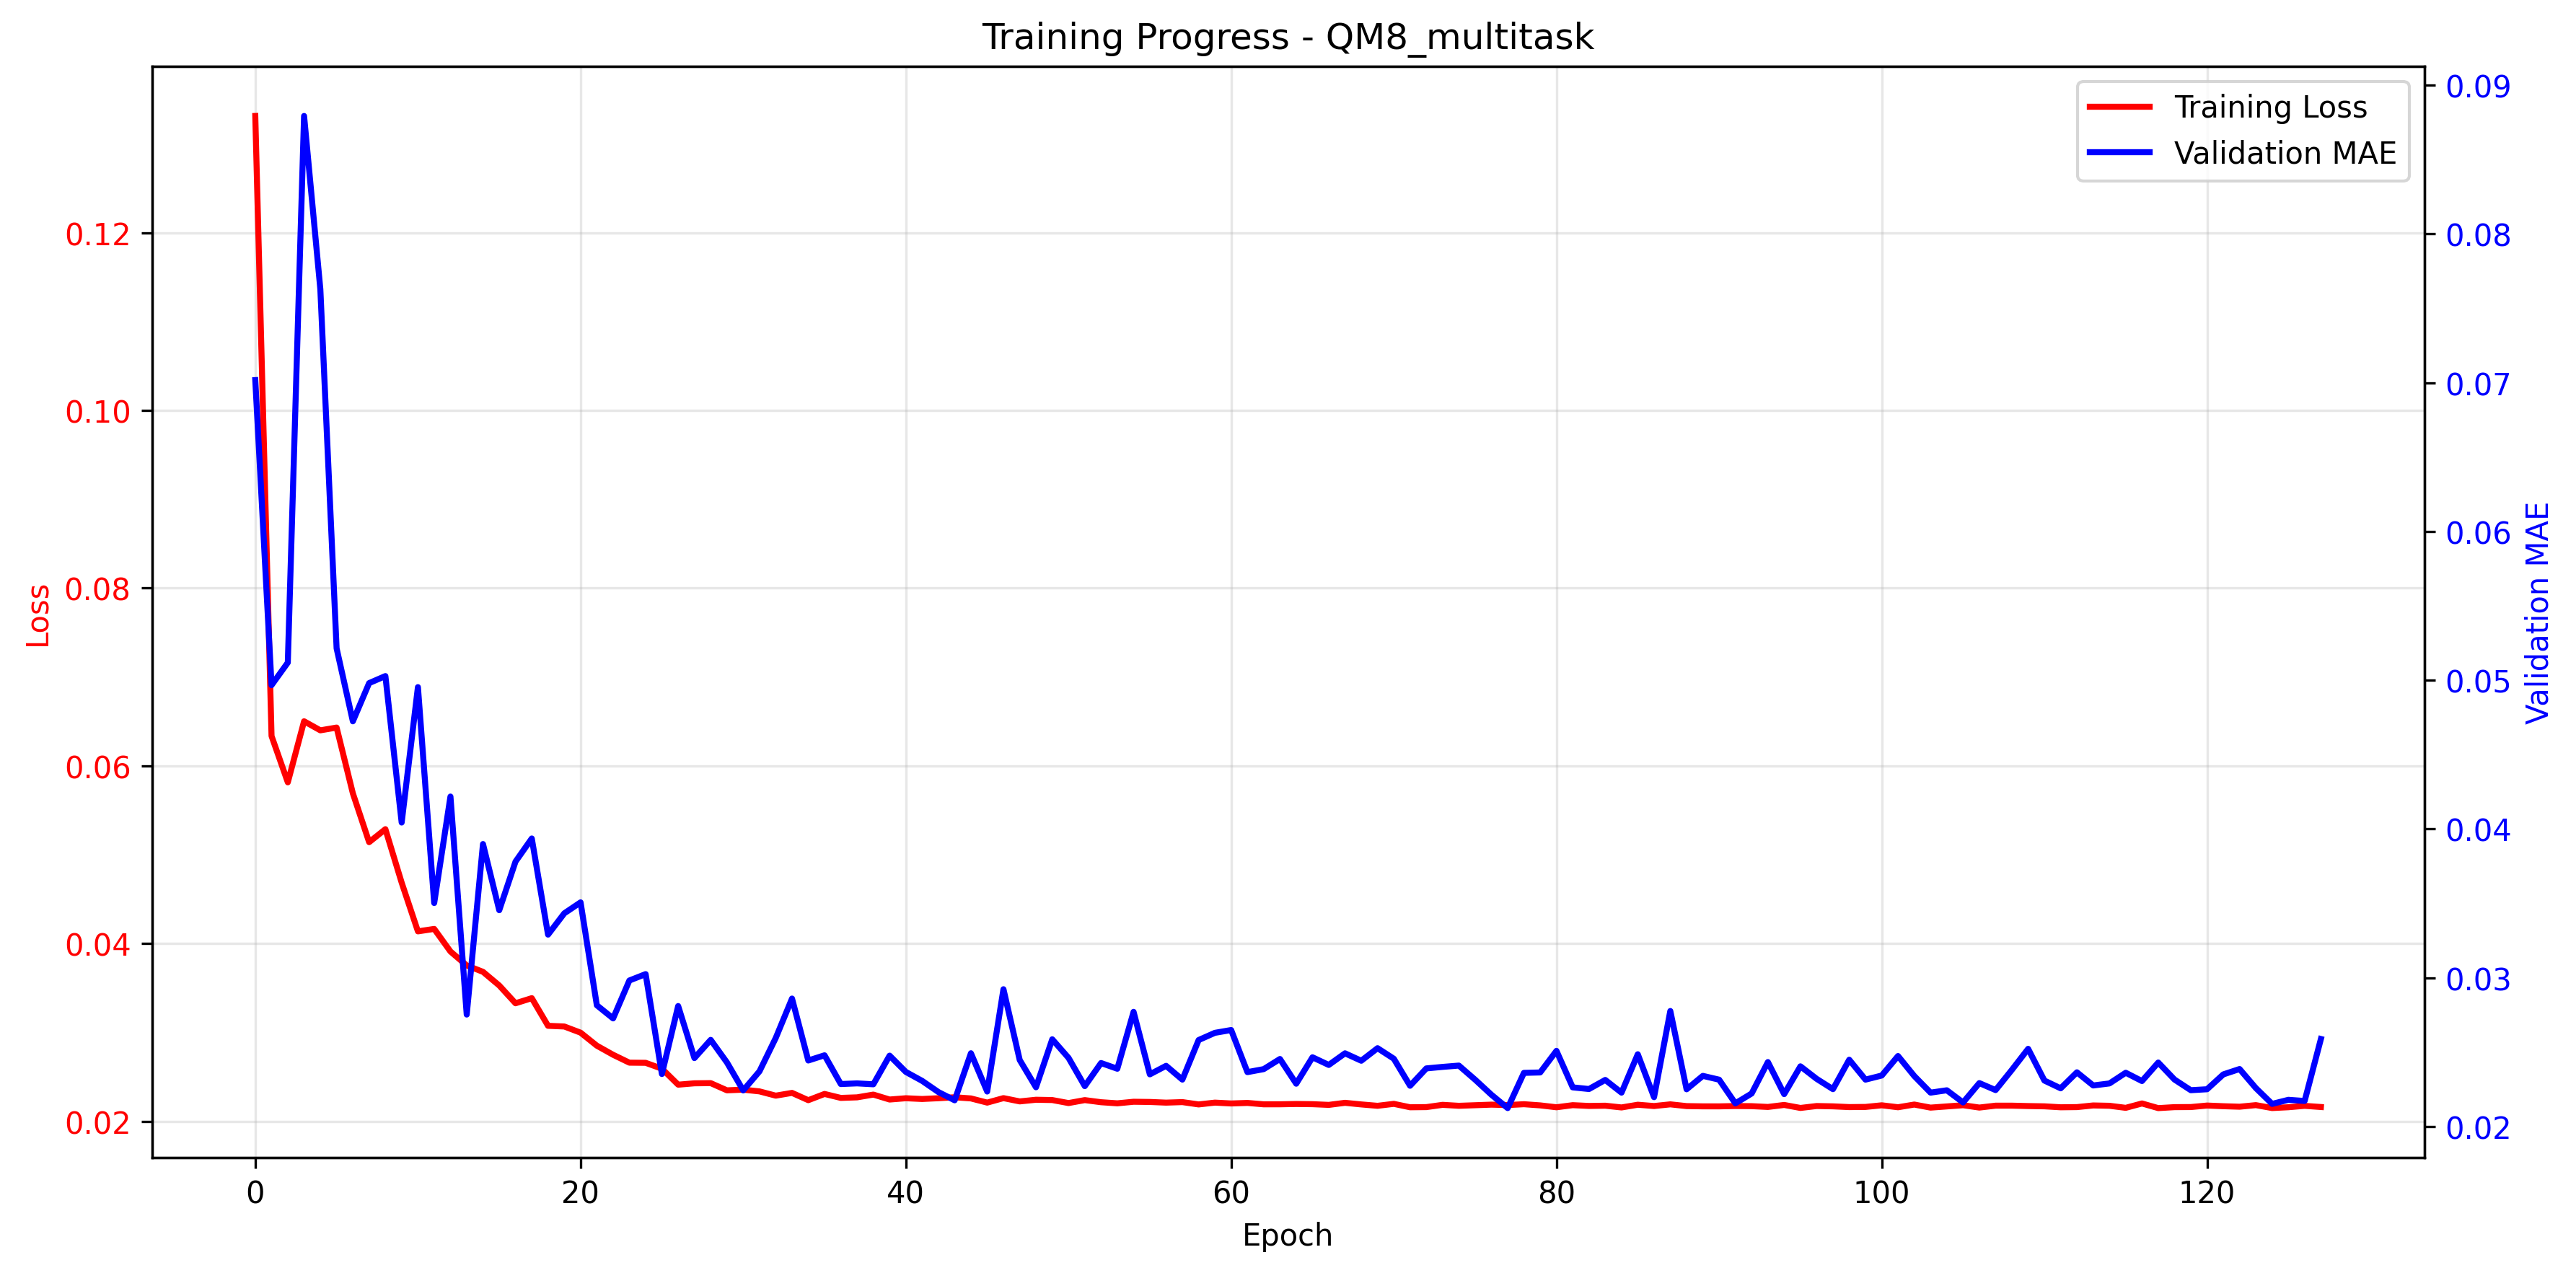 Training Progress - QM8_multitask
Training Loss
Validation MAE
Loss
0.12
0.10
0.08
0.06
0.04
0.02
0.09
0.08
0.07
0.06
0.05
0.04
0.03
0.02
Validation MAE
0 20 40 60 80 100 120
Epoch